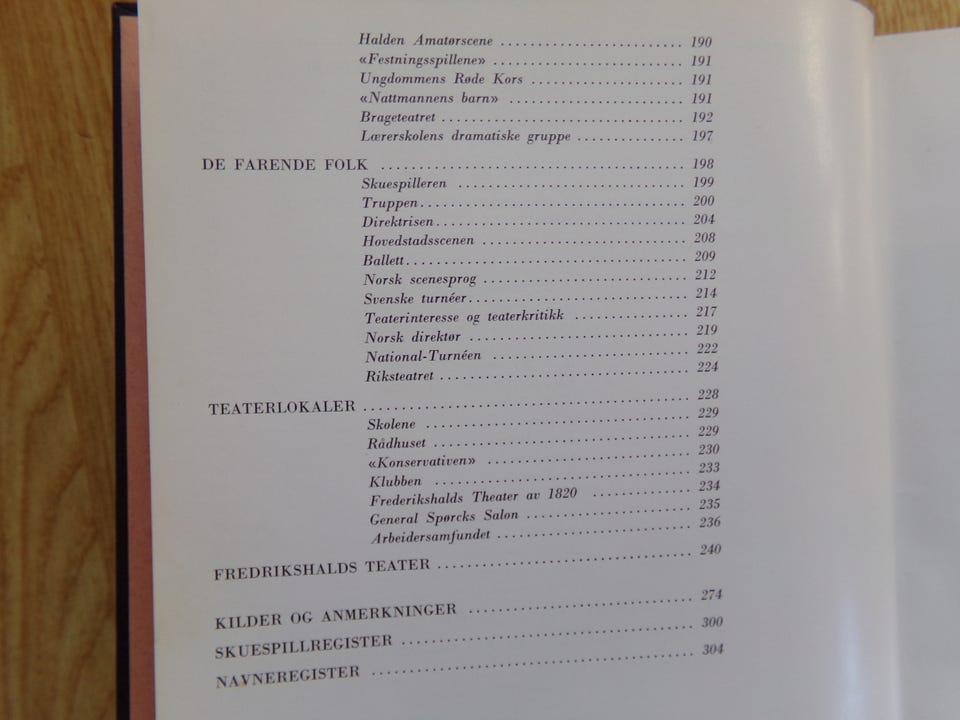 Halden Amatørscene ........................ 190
«Festningsspillene» ......................... 191
Ungdommens Røde Kors .................... 191
«Nattmannens barn» ....................... 191
Brageteatret ................................ 192
Lærerskolens dramatiske gruppe .............. 197
DE FARENDE FOLK ........................................ 198
Skuespilleren .............................. 199
Truppen................................... 200
Direktrisen................................. 204
Hovedstadsscenen ........................... 208
Ballett..................................... 209
Norsk scenesprog ........................... 212
Svenske turnéer............................. 214
Teaterinteresse og teaterkritikk ............... 217
Norsk direktør ............................. 219
National-Turnéen .......................... 222
Riksteatret ................................. 224
TEATERLOKALER ........................................... 228
Skolene ................................... 229
Rådhuset ................................. 229
«Konservativen» ........................... 230
Klubben .................................. 233
Frederikshalds Theater av 1820 ............. 234
General Spørcks Salon ...................... 235
Arbeidersamfundet .......................... 236
FREDRIKSHALDS TEATER ................................. 240
KILDER OG ANMERKNINGER ............................. 274
SKUESPILLREGISTER ...................................... 300
NAVNEREGISTER .......................................... 304